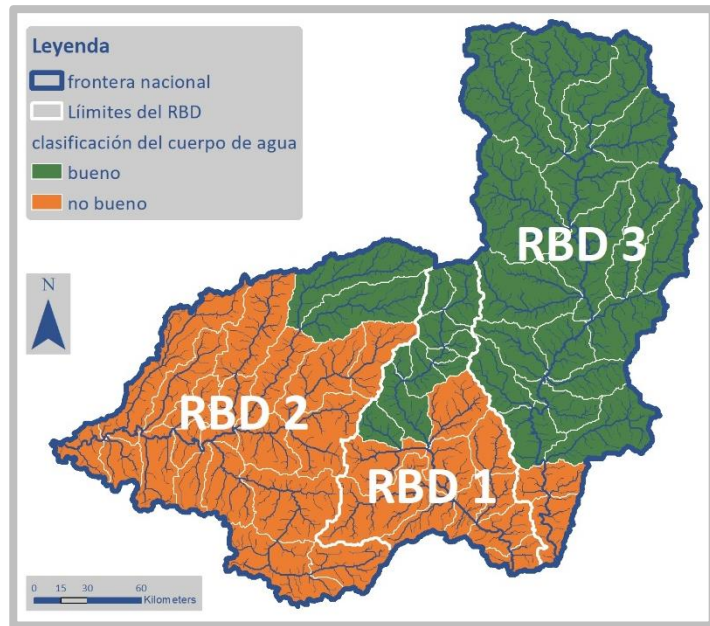 Leyenda
frontera nacional
Líimites del RBD
clasificación del cuerpo de agua
bueno
no bueno
N
RBD 3
RBD 2
RBD 1
0 15 30 60
Kilometers